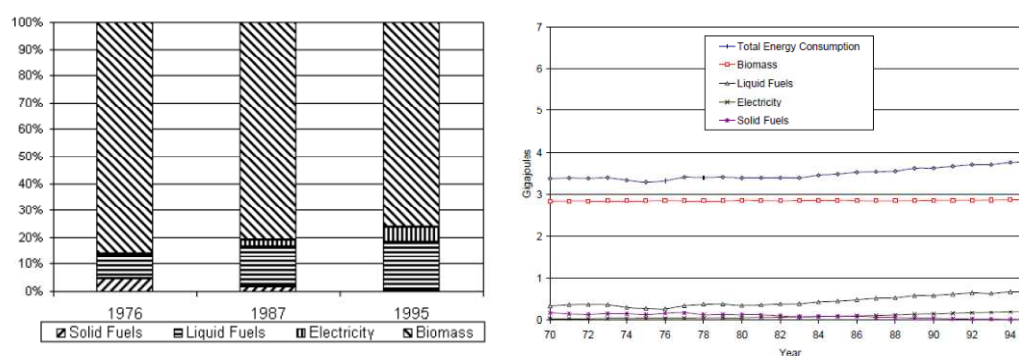 100%
90%
80%
70%
60%
50%
40%
30%
20%
10%
0%
1976 1987 1995
Solid Fuels Liquid Fuels Electricity Biomass
7
6
5
4
3
2
1
0
Gigajoules
Total Energy Consumption
Biomass
Liquid Fuels
Electricity
Solid Fuels
70 72 74 76 78 80 82 84 86 88 90 92 94
Year